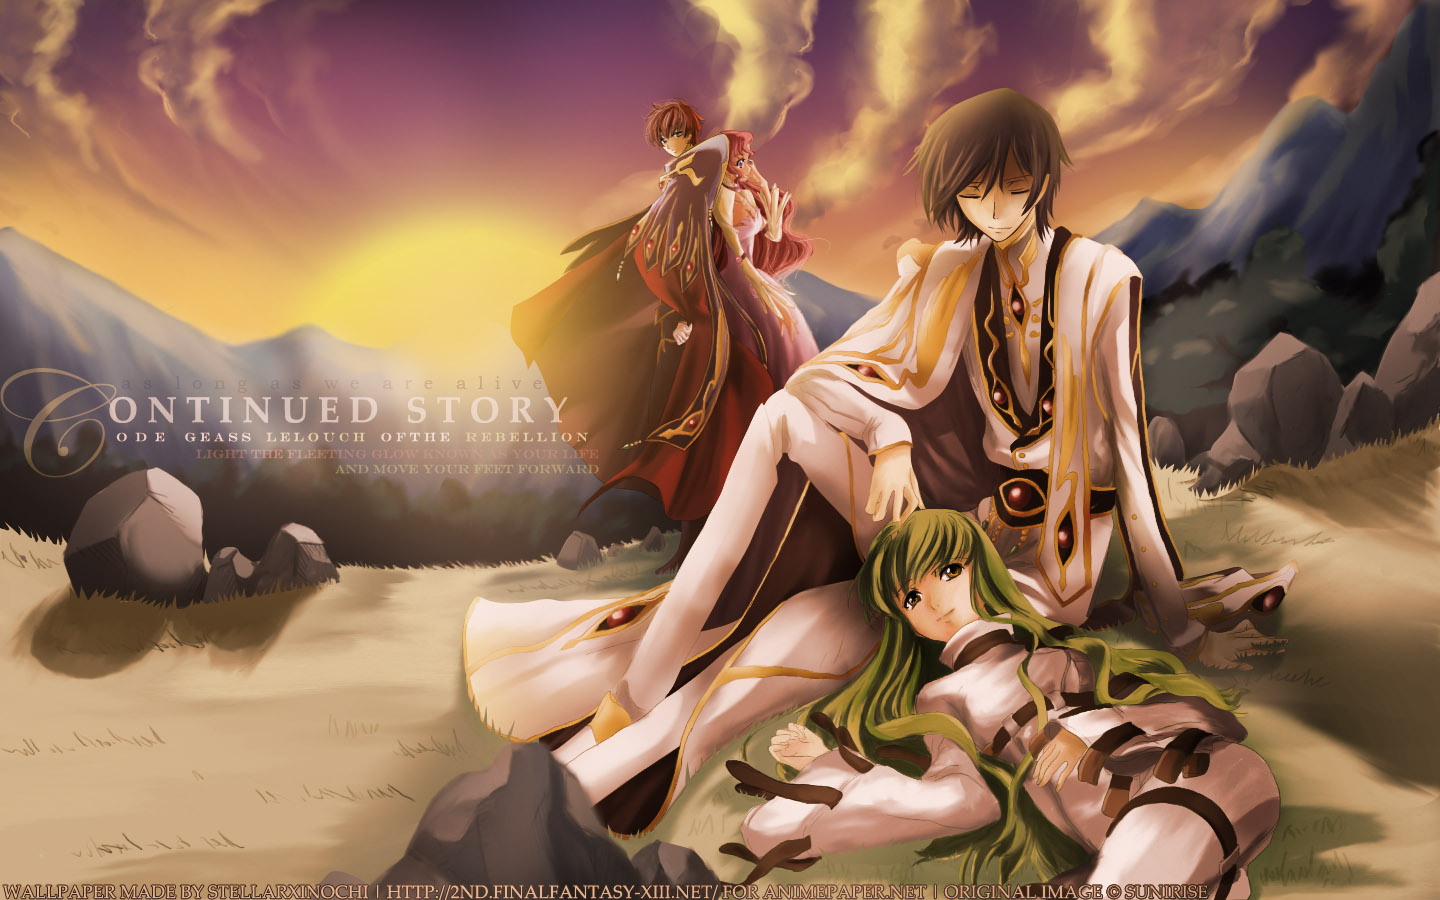 as long as we are alive
CONTINUED STORY
ODE GEASS LELOUCH OFTHE REBELLION
LIGHT THE FLEETING GLOW KNOWN AS YOUR LIFE
AND MOVE YOUR FEET FORWARD
WALLPAPER MADE BY STELLARXINOCHI | HTTP://2ND.FINALFANTASY-XIII.NET/ FOR ANIMEPAPER.NET | ORIGINAL IMAGE © SUNIRISE